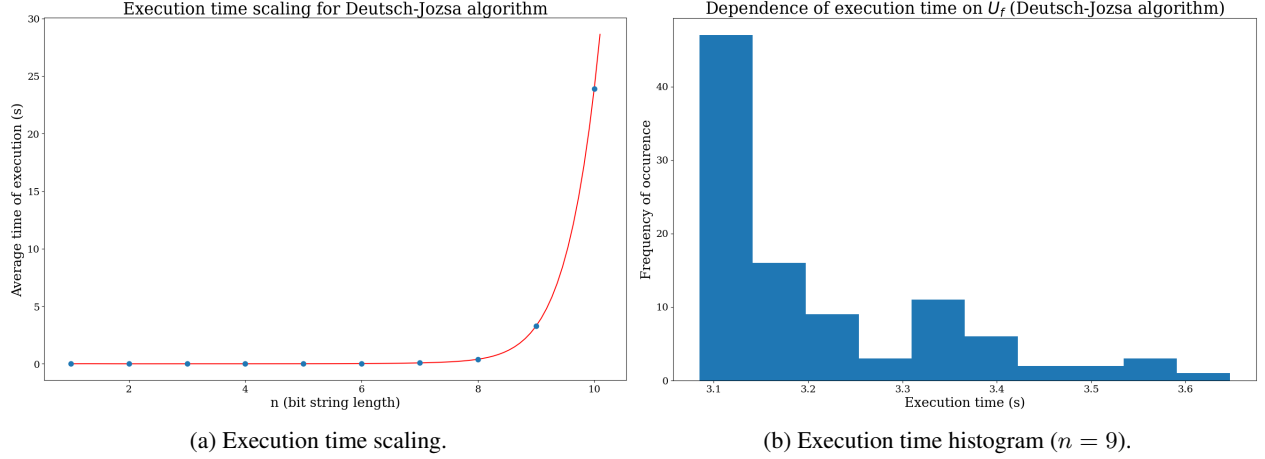 Execution time scaling for Deutsch-Jozsa algorithm
30
25
20
15
10
5
0
Average time of execution (s)
2
4
6
8
10
n (bit string length)
(a) Execution time scaling.
Dependence of execution time on U_f (Deutsch-Jozsa algorithm)
40
30
20
10
0
Frequency of occurence
3.1
3.2
3.3
3.4
3.5
3.6
Execution time (s)
(b) Execution time histogram (n = 9).